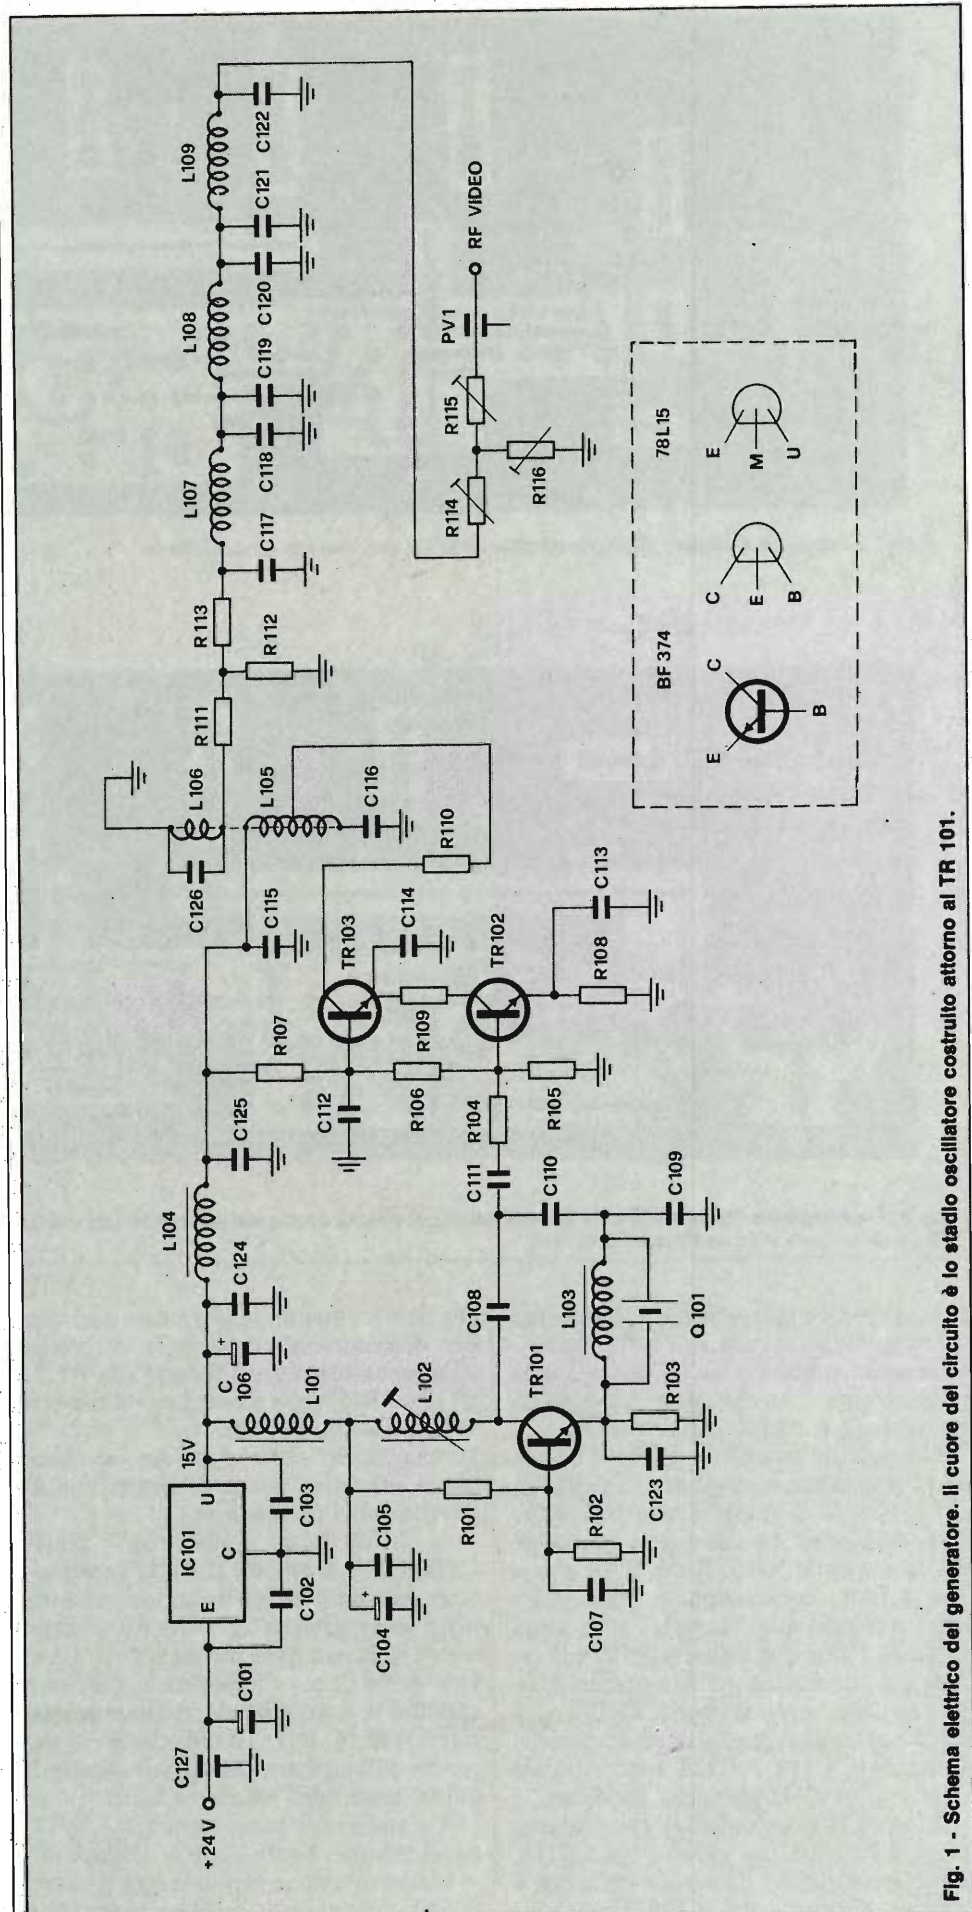 +24 V
C127
C101
E
IC101
U
C
C102
C103
15V
C104
+
C105
C107
R101
R102
C123
R103
TR101
L101
L102
C
106
+
C124
L104
C125
L103
Q 101
C108
C109
C110
C111
R104
R105
R106
R107
C112
R109
TR103
TR102
C114
C113
R108
R110
C115
C116
C126
L106
L105
R111
R113
R112
C117
L107
C118
C119
L108
C120
C121
L109
C122
R114
R115
R116
PV1
RF VIDEO
BF 374
E
C
B
C
E
B
78L15
E
M
U
Fig. 1 - Schema elettrico del generatore. Il cuore del circuito è lo stadio oscillatore costruito attorno al TR 101.